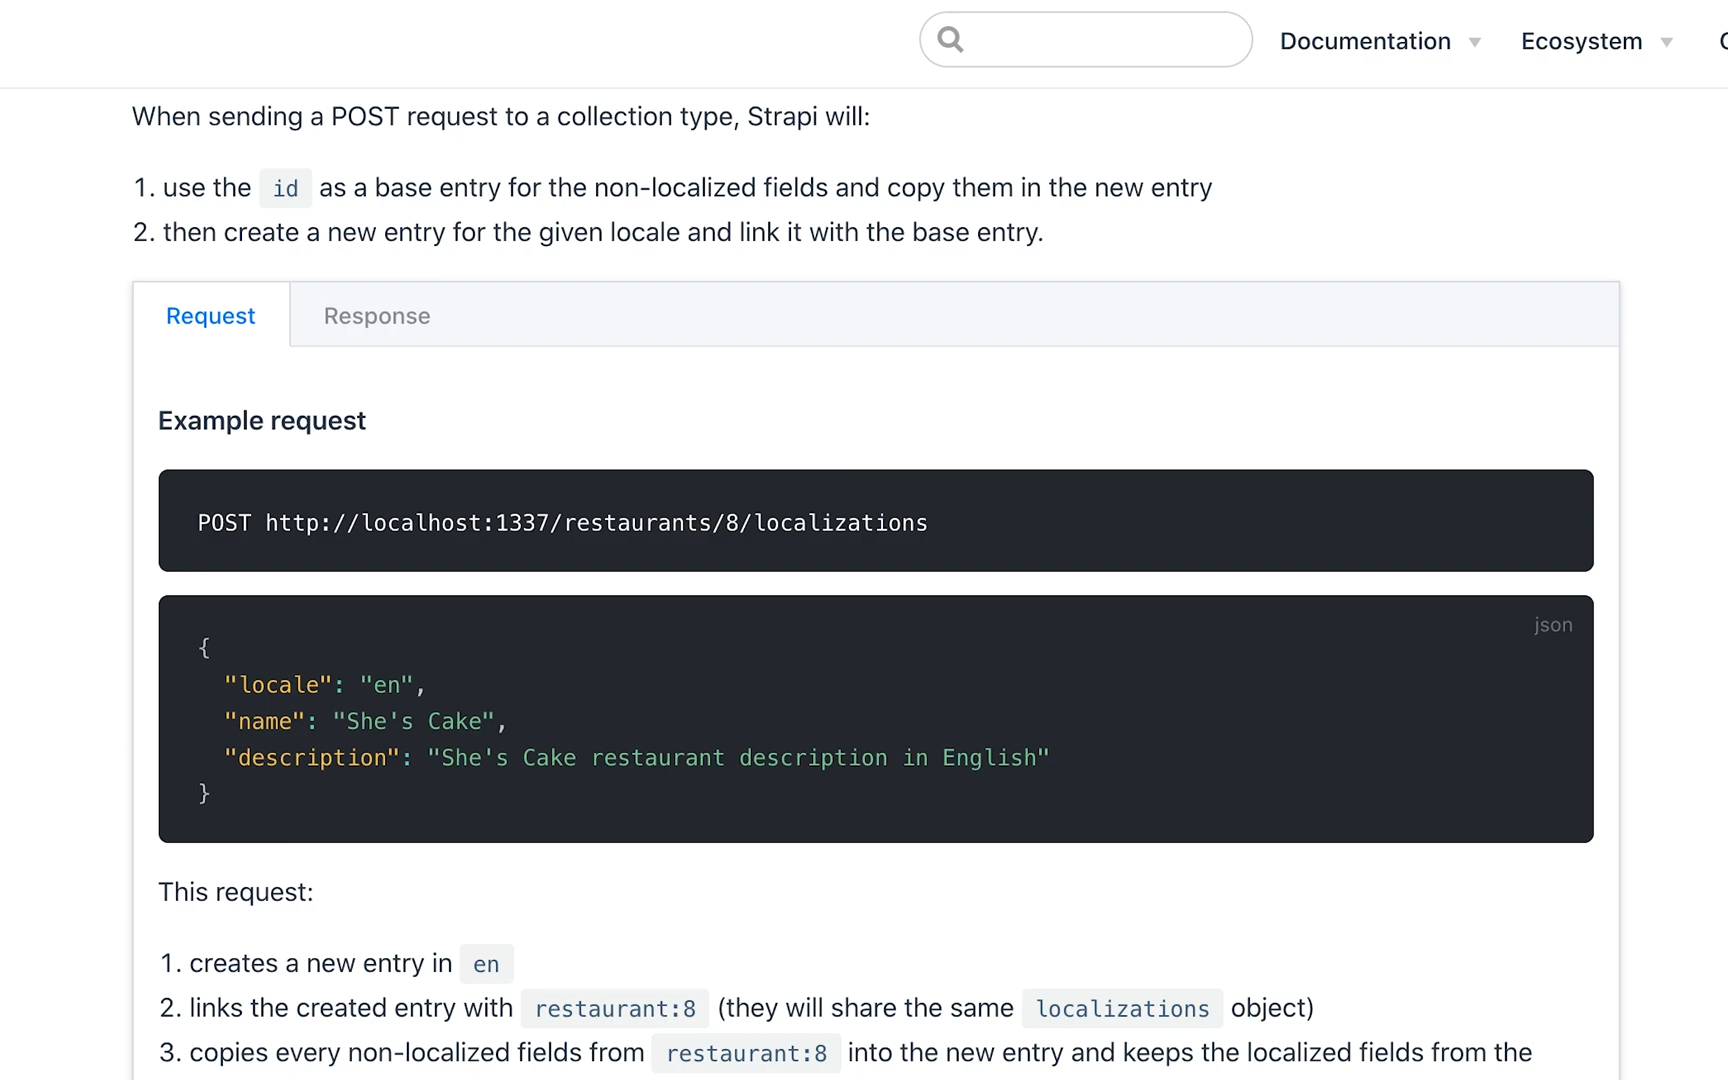 Documentation Ecosystem
When sending a POST request to a collection type, Strapi will:
1. use the id as a base entry for the non-localized fields and copy them in the new entry
2. then create a new entry for the given locale and link it with the base entry.
Request Response
Example request
POST http://localhost:1337/restaurants/8/localizations
json
{
"locale": "en",
"name": "She's Cake",
"description": "She's Cake restaurant description in English"
}
This request:
1. creates a new entry in en
2. links the created entry with restaurant:8 (they will share the same localizations object)
3. copies every non-localized fields from restaurant:8 into the new entry and keeps the localized fields from the